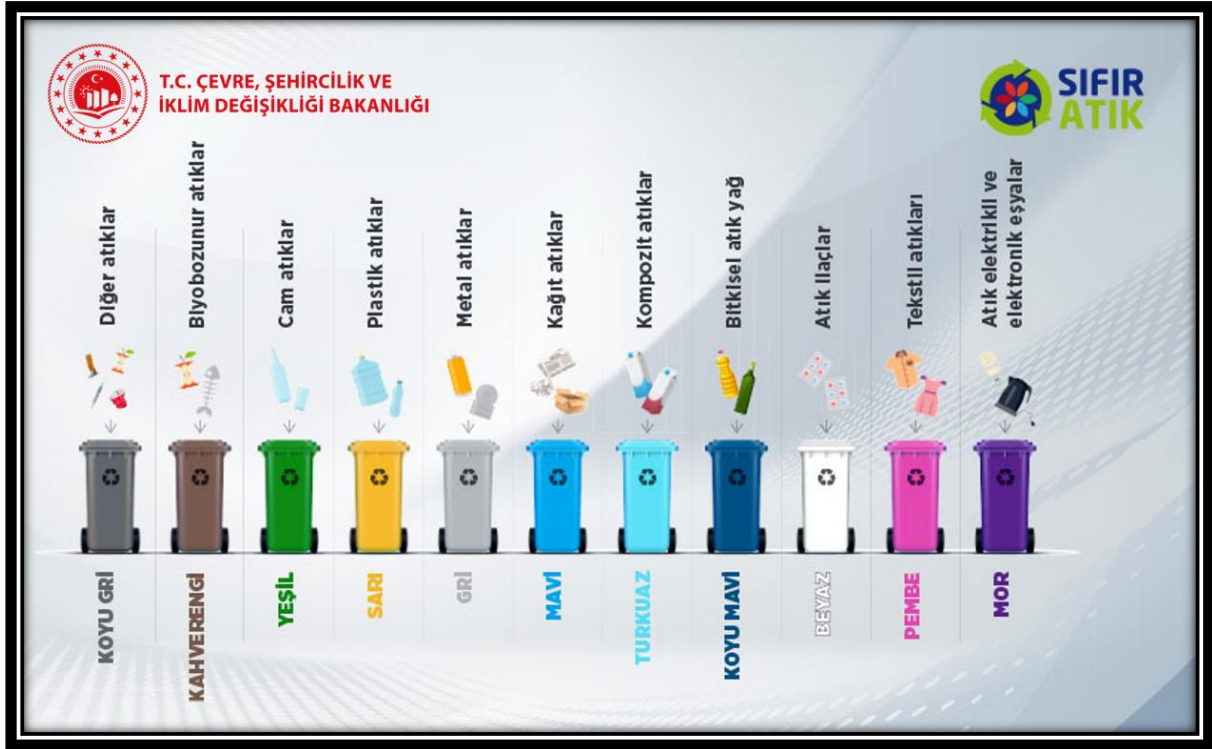 T.C. ÇEVRE, ŞEHİRCİLİK VE
İKLİM DEĞİŞİKLİĞİ BAKANLIĞI
SIFIR
ATIK
Diğer atıklar
Biyobozunur atıklar
Cam atıklar
Plastik atıklar
Metal atıklar
Kağıt atıklar
Kompozit atıklar
Bitkisel atık yağ
Atık ilaçlar
Tekstil atıkları
Atık elektrikli ve
elektronik eşyalar
KOYU GRİ
KAHVERENGİ
YEŞİL
SARI
GRİ
MAVİ
TURKUAZ
KOYU MAVİ
BEYAZ
PEMBE
MOR